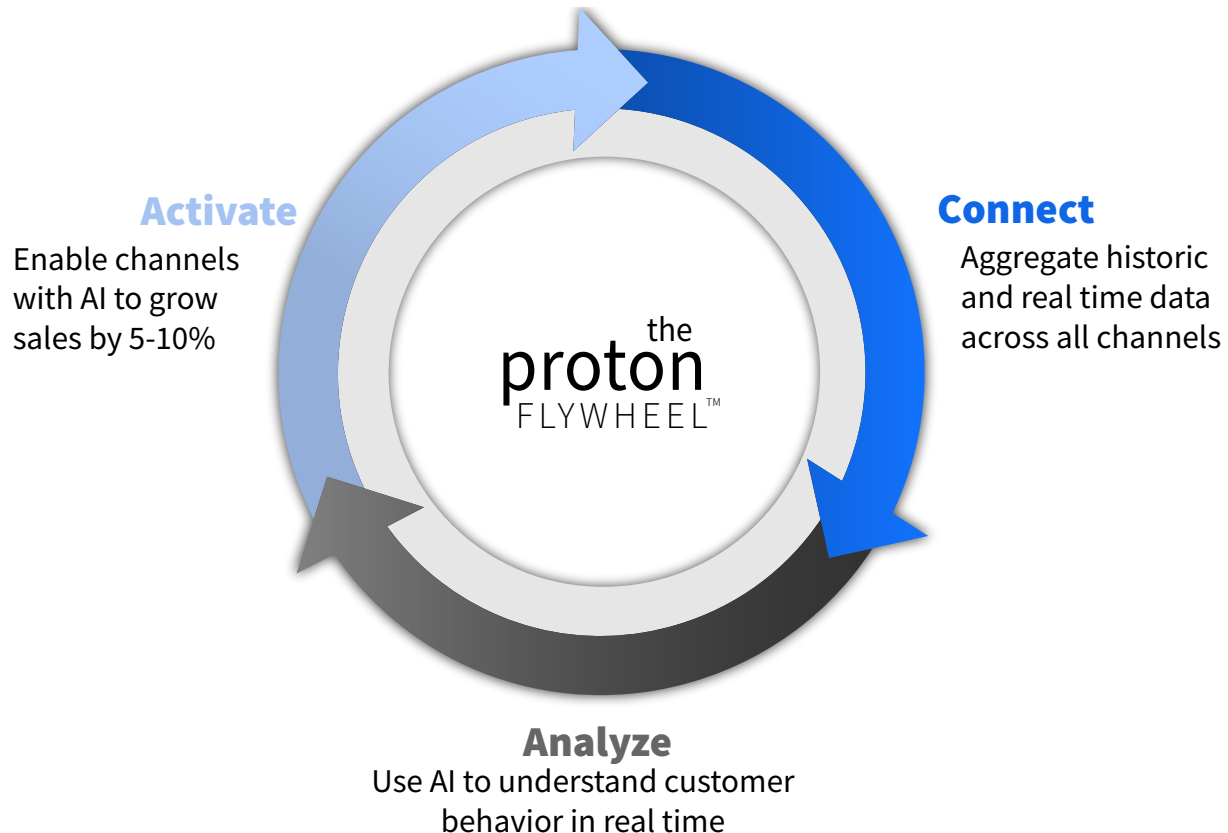 Activate
Enable channels
with AI to grow
sales by 5-10%
Connect
Aggregate historic
and real time data
across all channels
the
proton
FLYWHEEL™
Analyze
Use AI to understand customer
behavior in real time